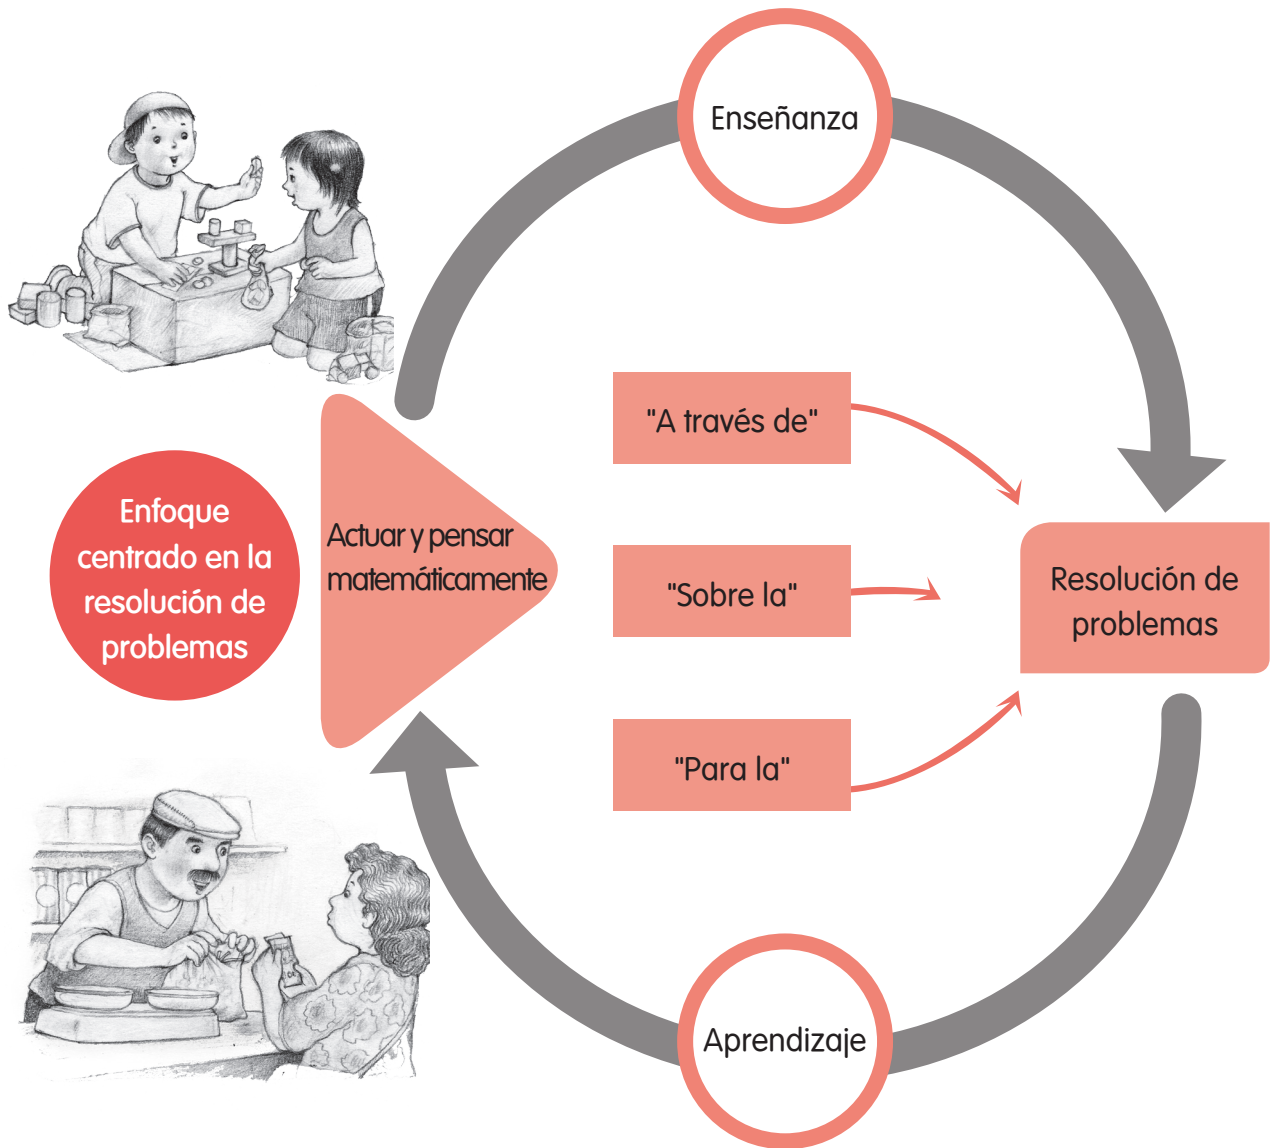 Enseñanza
"A través de"
Enfoque
centrado en la
resolución de
problemas
Actuar y pensar
matemáticamente
"Sobre la"
Resolución de
problemas
"Para la"
Aprendizaje